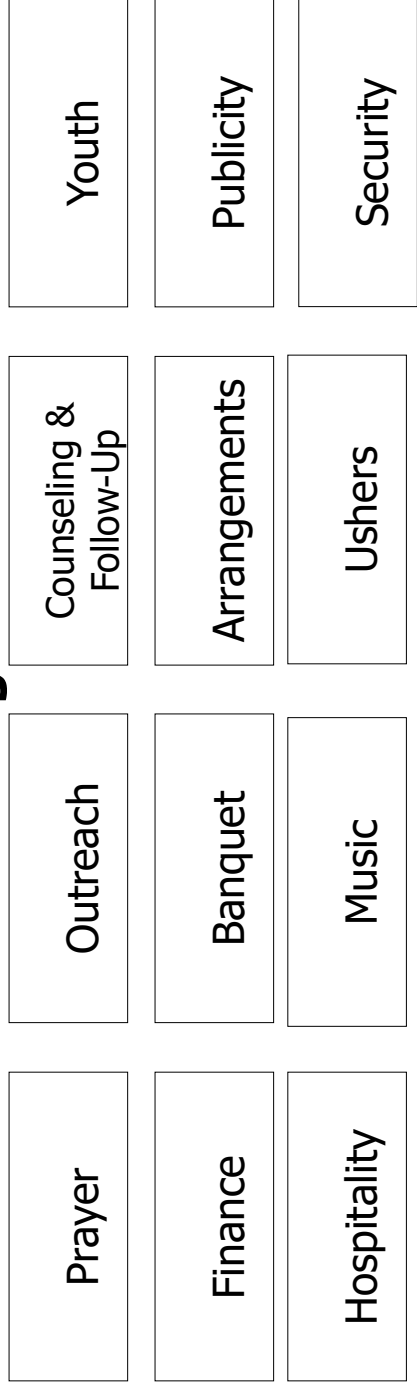 Prayer
Outreach
Counseling &
Follow-Up
Youth
Finance
Banquet
Arrangements
Publicity
Hospitality
Music
Ushers
Security